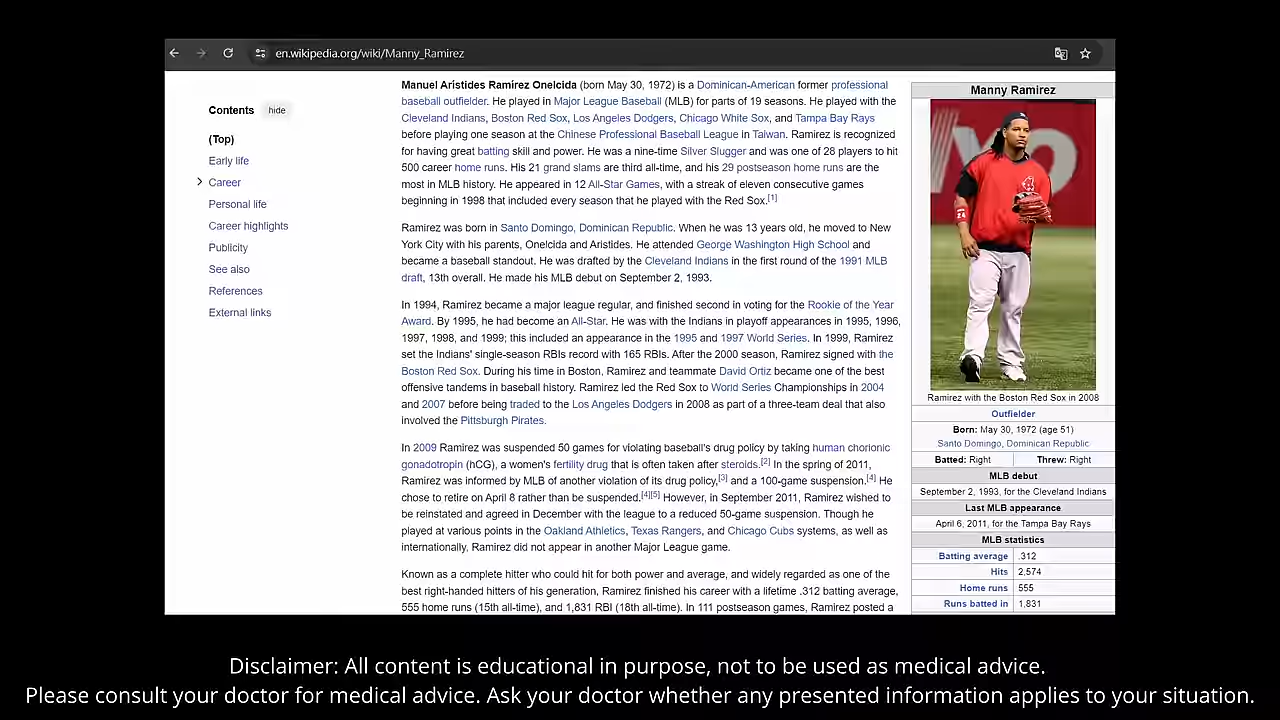 en.wikipedia.org/wiki/Manny_Ramirez
Contents hide
(Top)
Early life
Career
Personal life
Career highlights
Publicity
See also
References
External links
Manuel Arístides Ramírez Onelcida (born May 30, 1972) is a Dominican-American former professional
baseball outfielder. He played in Major League Baseball (MLB) for parts of 19 seasons. He played with the
Cleveland Indians, Boston Red Sox, Los Angeles Dodgers, Chicago White Sox, and Tampa Bay Rays
before playing one season at the Chinese Professional Baseball League in Taiwan. Ramirez is recognized
for having great batting skill and power. He was a nine-time Silver Slugger and was one of 28 players to hit
500 career home runs. His 21 grand slams are third all-time, and his 29 postseason home runs are the
most in MLB history. He appeared in 12 All-Star Games, with a streak of eleven consecutive games
beginning in 1998 that included every season that he played with the Red Sox.[1]
Ramirez was born in Santo Domingo, Dominican Republic. When he was 13 years old, he moved to New
York City with his parents, Onelcida and Aristides. He attended George Washington High School and
became a baseball standout. He was drafted by the Cleveland Indians in the first round of the 1991 MLB
draft, 13th overall. He made his MLB debut on September 2, 1993.
In 1994, Ramirez became a major league regular, and finished second in voting for the Rookie of the Year
Award. By 1995, he had become an All-Star. He was with the Indians in playoff appearances in 1995, 1996,
1997, 1998, and 1999; this included an appearance in the 1995 and 1997 World Series. In 1999, Ramirez
set the Indians' single-season RBIs record with 165 RBIs. After the 2000 season, Ramirez signed with the
Boston Red Sox. During his time in Boston, Ramirez and teammate David Ortiz became one of the best
offensive tandems in baseball history. Ramirez led the Red Sox to World Series Championships in 2004
and 2007 before being traded to the Los Angeles Dodgers in 2008 as part of a three-team deal that also
involved the Pittsburgh Pirates.
In 2009 Ramirez was suspended 50 games for violating baseball's drug policy by taking human chorionic
gonadotropin (hCG), a women's fertility drug that is often taken after steroids.[2] In the spring of 2011,
Ramirez was informed by MLB of another violation of its drug policy,[3] and a 100-game suspension.[4] He
chose to retire on April 8 rather than be suspended.[4][5] However, in September 2011, Ramirez wished to
be reinstated and agreed in December with the league to a reduced 50-game suspension. Though he
played at various points in the Oakland Athletics, Texas Rangers, and Chicago Cubs systems, as well as
internationally, Ramirez did not appear in another Major League game.
Known as a complete hitter who could hit for both power and average, and widely regarded as one of the
best right-handed hitters of his generation, Ramirez finished his career with a lifetime .312 batting average,
555 home runs (15th all-time), and 1,831 RBI (18th all-time). In 111 postseason games, Ramirez posted a
Manny Ramirez
Ramirez with the Boston Red Sox in 2008
Outfielder
Born: May 30, 1972 (age 51)
Santo Domingo, Dominican Republic
Batted: Right Threw: Right
MLB debut
September 2, 1993, for the Cleveland Indians
Last MLB appearance
April 6, 2011, for the Tampa Bay Rays
MLB statistics
Batting average .312
Hits 2,574
Home runs 555
Runs batted in 1,831
Disclaimer: All content is educational in purpose, not to be used as medical advice.
Please consult your doctor for medical advice. Ask your doctor whether any presented information applies to your situation.